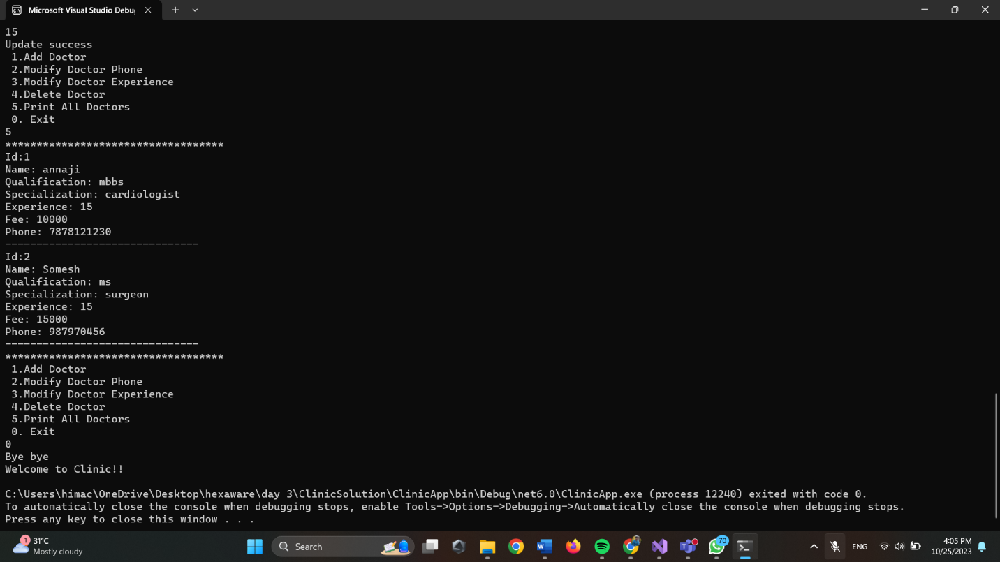 Microsoft Visual Studio Debug
15
Update success
1.Add Doctor
2.Modify Doctor Phone
3.Modify Doctor Experience
4.Delete Doctor
5.Print All Doctors
0. Exit
5
***********************************
Id:1
Name: annaji
Qualification: mbbs
Specialization: cardiologist
Experience: 15
Fee: 10000
Phone: 7878121230
-------------------------------
Id:2
Name: Somesh
Qualification: ms
Specialization: surgeon
Experience: 15
Fee: 15000
Phone: 987970456
-------------------------------
***********************************
1.Add Doctor
2.Modify Doctor Phone
3.Modify Doctor Experience
4.Delete Doctor
5.Print All Doctors
0. Exit
0
Bye bye
Welcome to Clinic!!
C:\Users\himac\OneDrive\Desktop\hexaware\day 3\ClinicSolution\ClinicApp\bin\Debug\net6.0\ClinicApp.exe (process 12240) exited with code 0.
To automatically close the console when debugging stops, enable Tools->Options->Debugging->Automatically close the console when debugging stops.
Press any key to close this window . . .
1
31°C
Mostly cloudy
Search
70
ENG
4:05 PM
10/25/2023